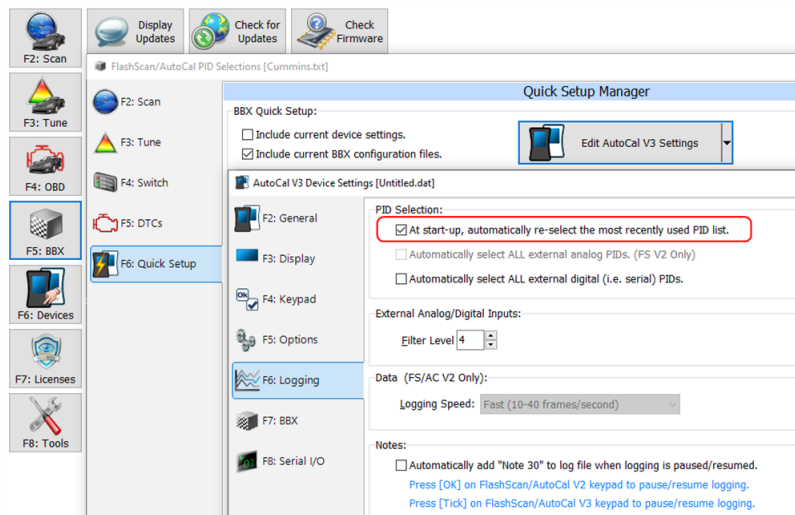 Display
Updates
Check for
Updates
Check
Firmware
F2: Scan
F3: Tune
F4: OBD
F5: BBX
F6: Devices
F7: Licenses
F8: Tools
FlashScan/AutoCal PID Selections [Cummins.txt]
F2: Scan
F3: Tune
F4: Switch
F5: DTCs
F6: Quick Setup
Quick Setup Manager
BBX Quick Setup:
Include current device settings.
Include current BBX configuration files.
Edit AutoCal V3 Settings
AutoCal V3 Device Settings [Untitled.dat]
F2: General
F3: Display
Ok
F4: Keypad
F5: Options
F6: Logging
F7: BBX
F8: Serial I/O
PID Selection:
At start-up, automatically re-select the most recently used PID list.
Automatically select ALL external analog PIDs. (FS V2 Only)
Automatically select ALL external digital (i.e. serial) PIDs.
External Analog/Digital Inputs:
Filter Level 4
Data (FS/AC V2 Only):
Logging Speed: Fast (10-40 frames/second)
Notes:
Automatically add "Note 30" to log file when logging is paused/resumed.
Press [OK] on FlashScan/AutoCal V2 keypad to pause/resume logging.
Press [Tick] on FlashScan/AutoCal V3 keypad to pause/resume logging.